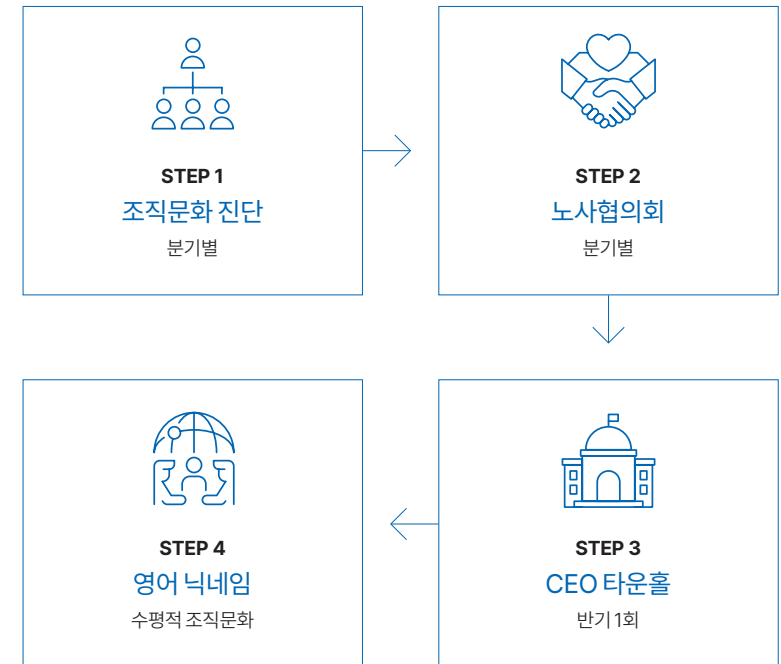 STEP 1
조직문화 진단
분기별
STEP 2
노사협의회
분기별
STEP 3
CEO 타운홀
반기 1회
STEP 4
영어 닉네임
수평적 조직문화